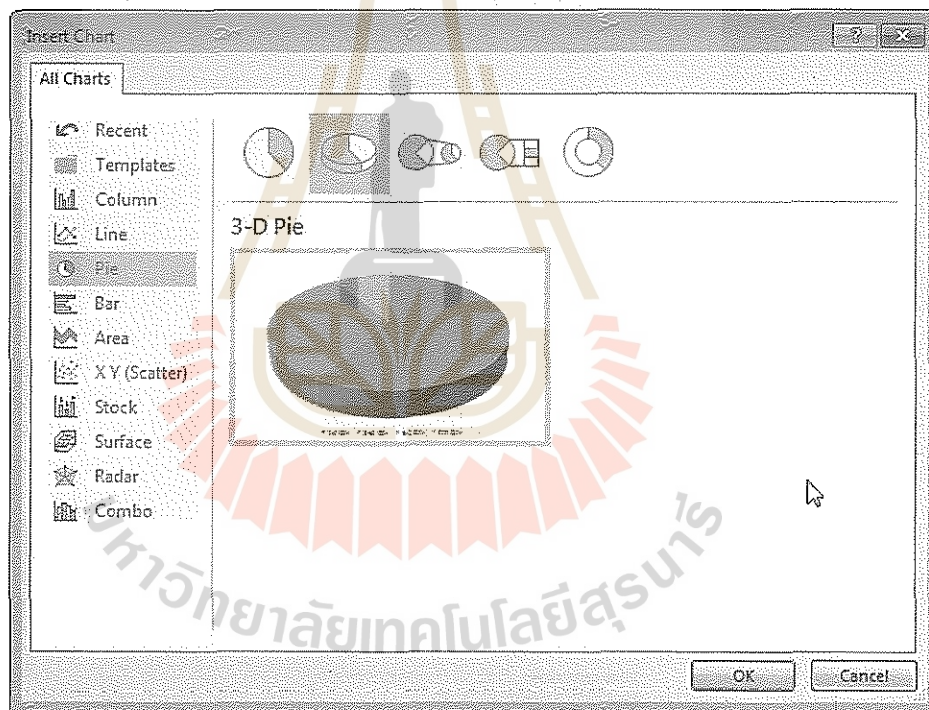 Insert Chart
All Charts
Recent
Templates
Column
Line
Pie
Bar
Area
X Y (Scatter)
Stock
Surface
Radar
Combo
3-D Pie
มหาวิทยาลัยเทคโนโลยีสุรนารี
OK
Cancel